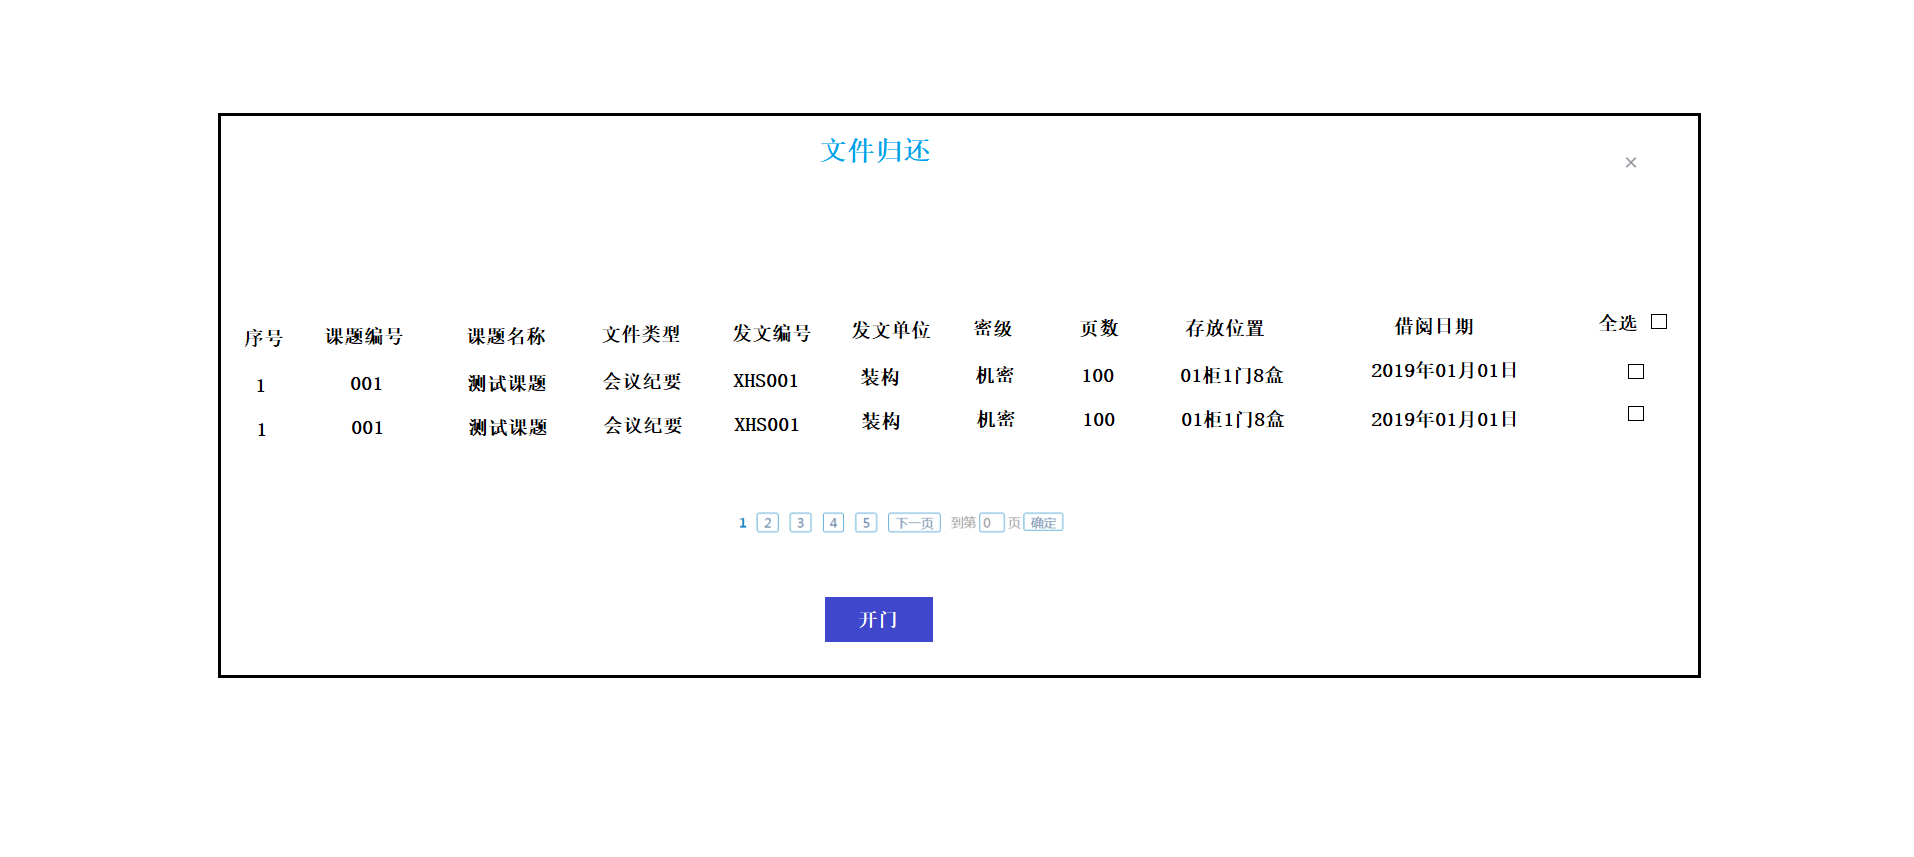 文件归还
×
序号 课题编号 课题名称 文件类型 发文编号 发文单位 密级 页数 存放位置 借阅日期 全选
1 001 测试课题 会议纪要 XHS001 装构 机密 100 01柜1门8盒 2019年01月01日
1 001 测试课题 会议纪要 XHS001 装构 机密 100 01柜1门8盒 2019年01月01日
1 2 3 4 5 下一页 到第 0 页 确定
开门